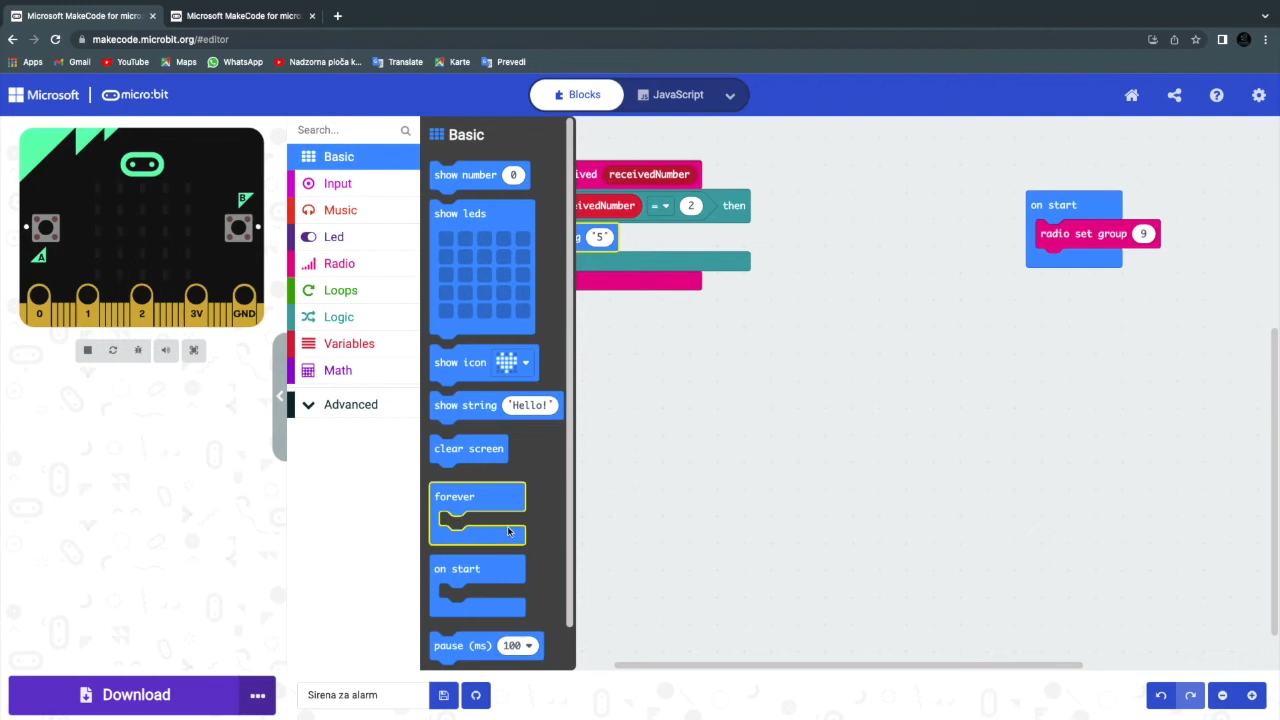 Microsoft MakeCode for micro:
Microsoft MakeCode for micro:
makecode.microbit.org/#editor
Apps
Gmail
YouTube
Maps
WhatsApp
Nadzorna ploča k...
Translate
Karte
Prevedi
Microsoft
micro:bit
Blocks
JavaScript
B
A
0
1
2
3V
GND
Search...
Basic
Input
Music
Led
Radio
Loops
Logic
Variables
Math
Advanced
Basic
show number 0
show leds
show icon
show string "Hello!"
clear screen
forever
on start
pause (ms) 100
ived receivedNumber
eivedNumber = 2 then
g "5"
on start
radio set group 9
Download
Sirena za alarm